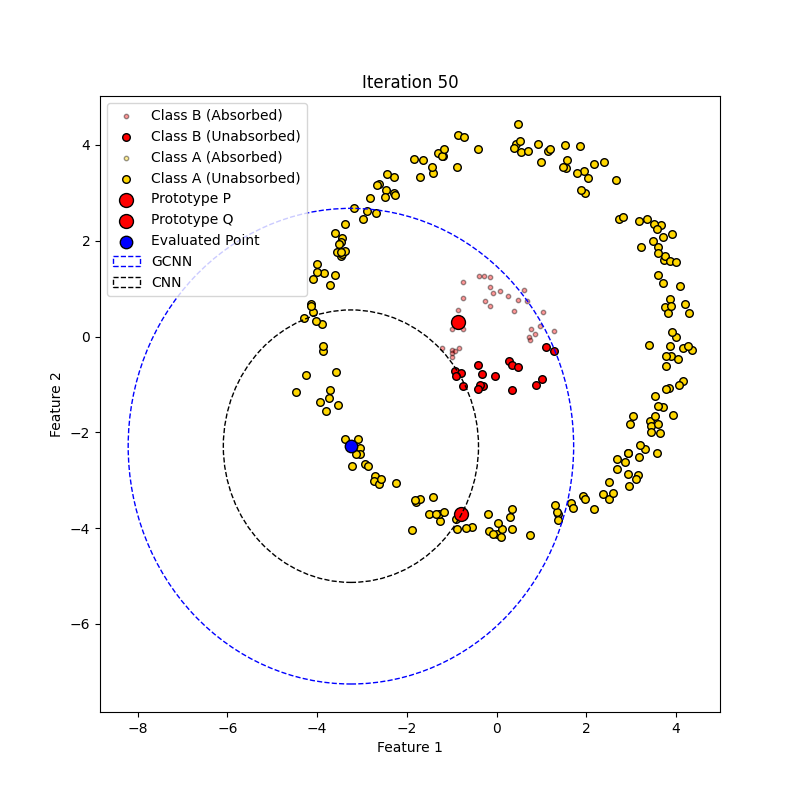 Iteration 50
Class B (Absorbed)
Class B (Unabsorbed)
Class A (Absorbed)
Class A (Unabsorbed)
Prototype P
Prototype Q
Evaluated Point
GCNN
CNN
4
2
0
−2
−4
−6
Feature 2
−8
−6
−4
−2
0
2
4
Feature 1